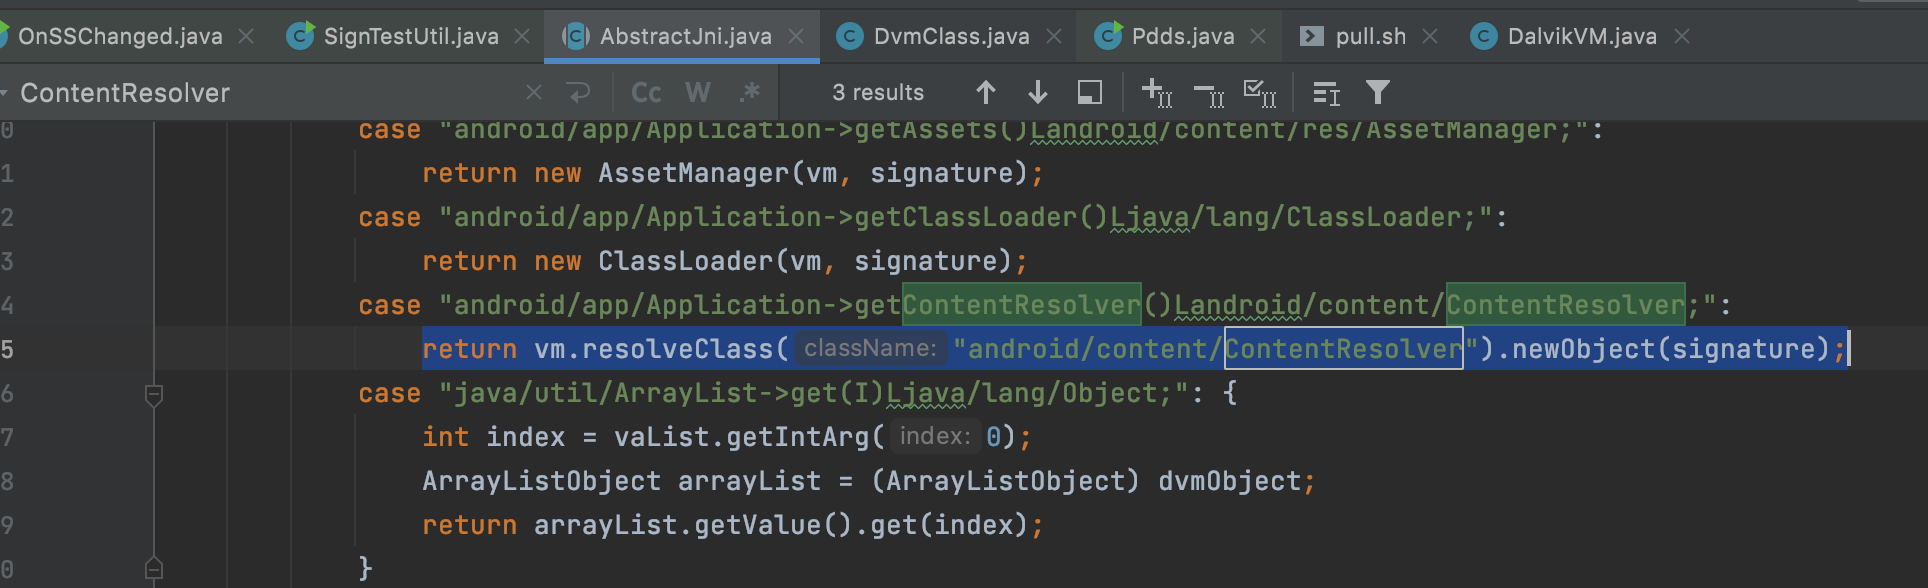 OnSSChanged.java SignTestUtil.java AbstractJni.java DvmClass.java Pdds.java pull.sh DalvikVM.java
ContentResolver Cc W .* 3 results
0 case "android/app/Application->getAssets()Landroid/content/res/AssetManager;":
1 return new AssetManager(vm, signature);
2 case "android/app/Application->getClassLoader()Ljava/lang/ClassLoader;":
3 return new ClassLoader(vm, signature);
4 case "android/app/Application->getContentResolver()Landroid/content/ContentResolver;":
5 return vm.resolveClass( className: "android/content/ContentResolver").newObject(signature);
6 case "java/util/ArrayList->get(I)Ljava/lang/Object;": {
7 int index = vaList.getIntArg( index: 0);
8 ArrayListObject arrayList = (ArrayListObject) dvmObject;
9 return arrayList.getValue().get(index);
0 }